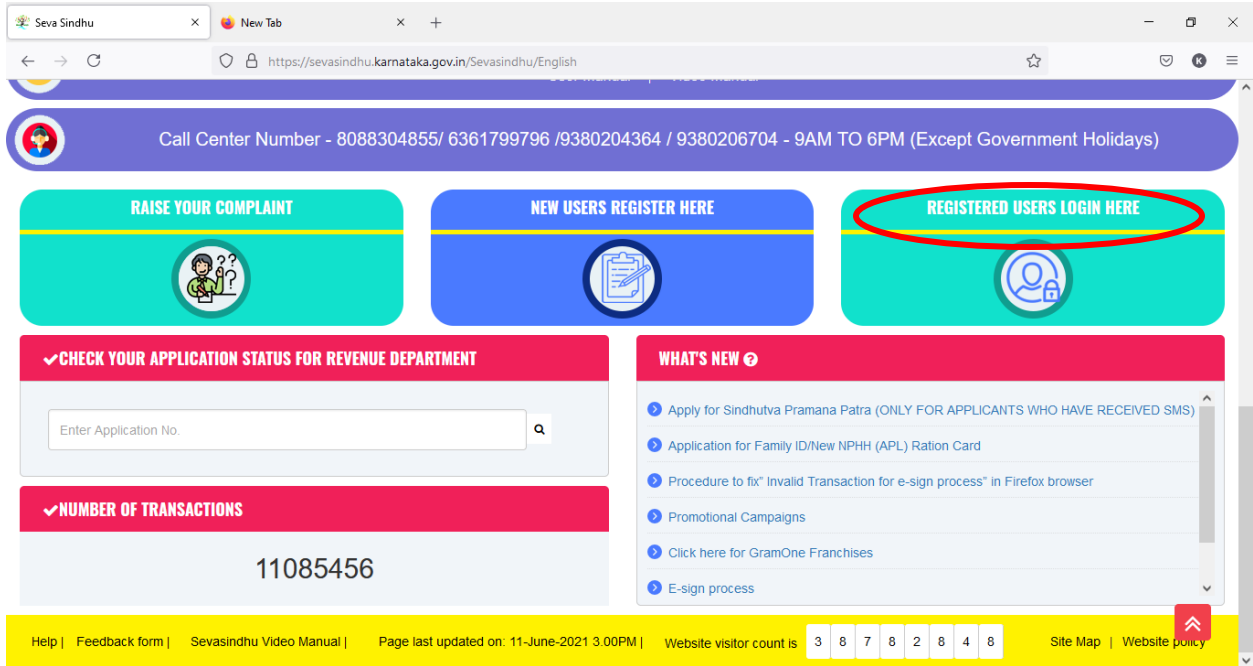 Seva Sindhu
New Tab
https://sevasindhu.karnataka.gov.in/Sevasindhu/English
K
User Manual | Video Manual
Call Center Number - 8088304855/ 6361799796 /9380204364 / 9380206704 - 9AM TO 6PM (Except Government Holidays)
RAISE YOUR COMPLAINT
NEW USERS REGISTER HERE
REGISTERED USERS LOGIN HERE
CHECK YOUR APPLICATION STATUS FOR REVENUE DEPARTMENT
Enter Application No.
NUMBER OF TRANSACTIONS
11085456
WHAT'S NEW
Apply for Sindhutva Pramana Patra (ONLY FOR APPLICANTS WHO HAVE RECEIVED SMS)
Application for Family ID/New NPHH (APL) Ration Card
Procedure to fix" Invalid Transaction for e-sign process" in Firefox browser
Promotional Campaigns
Click here for GramOne Franchises
E-sign process
Help | Feedback form | Sevasindhu Video Manual | Page last updated on: 11-June-2021 3.00PM | Website visitor count is 3 8 7 8 2 8 4 8 Site Map | Website policy